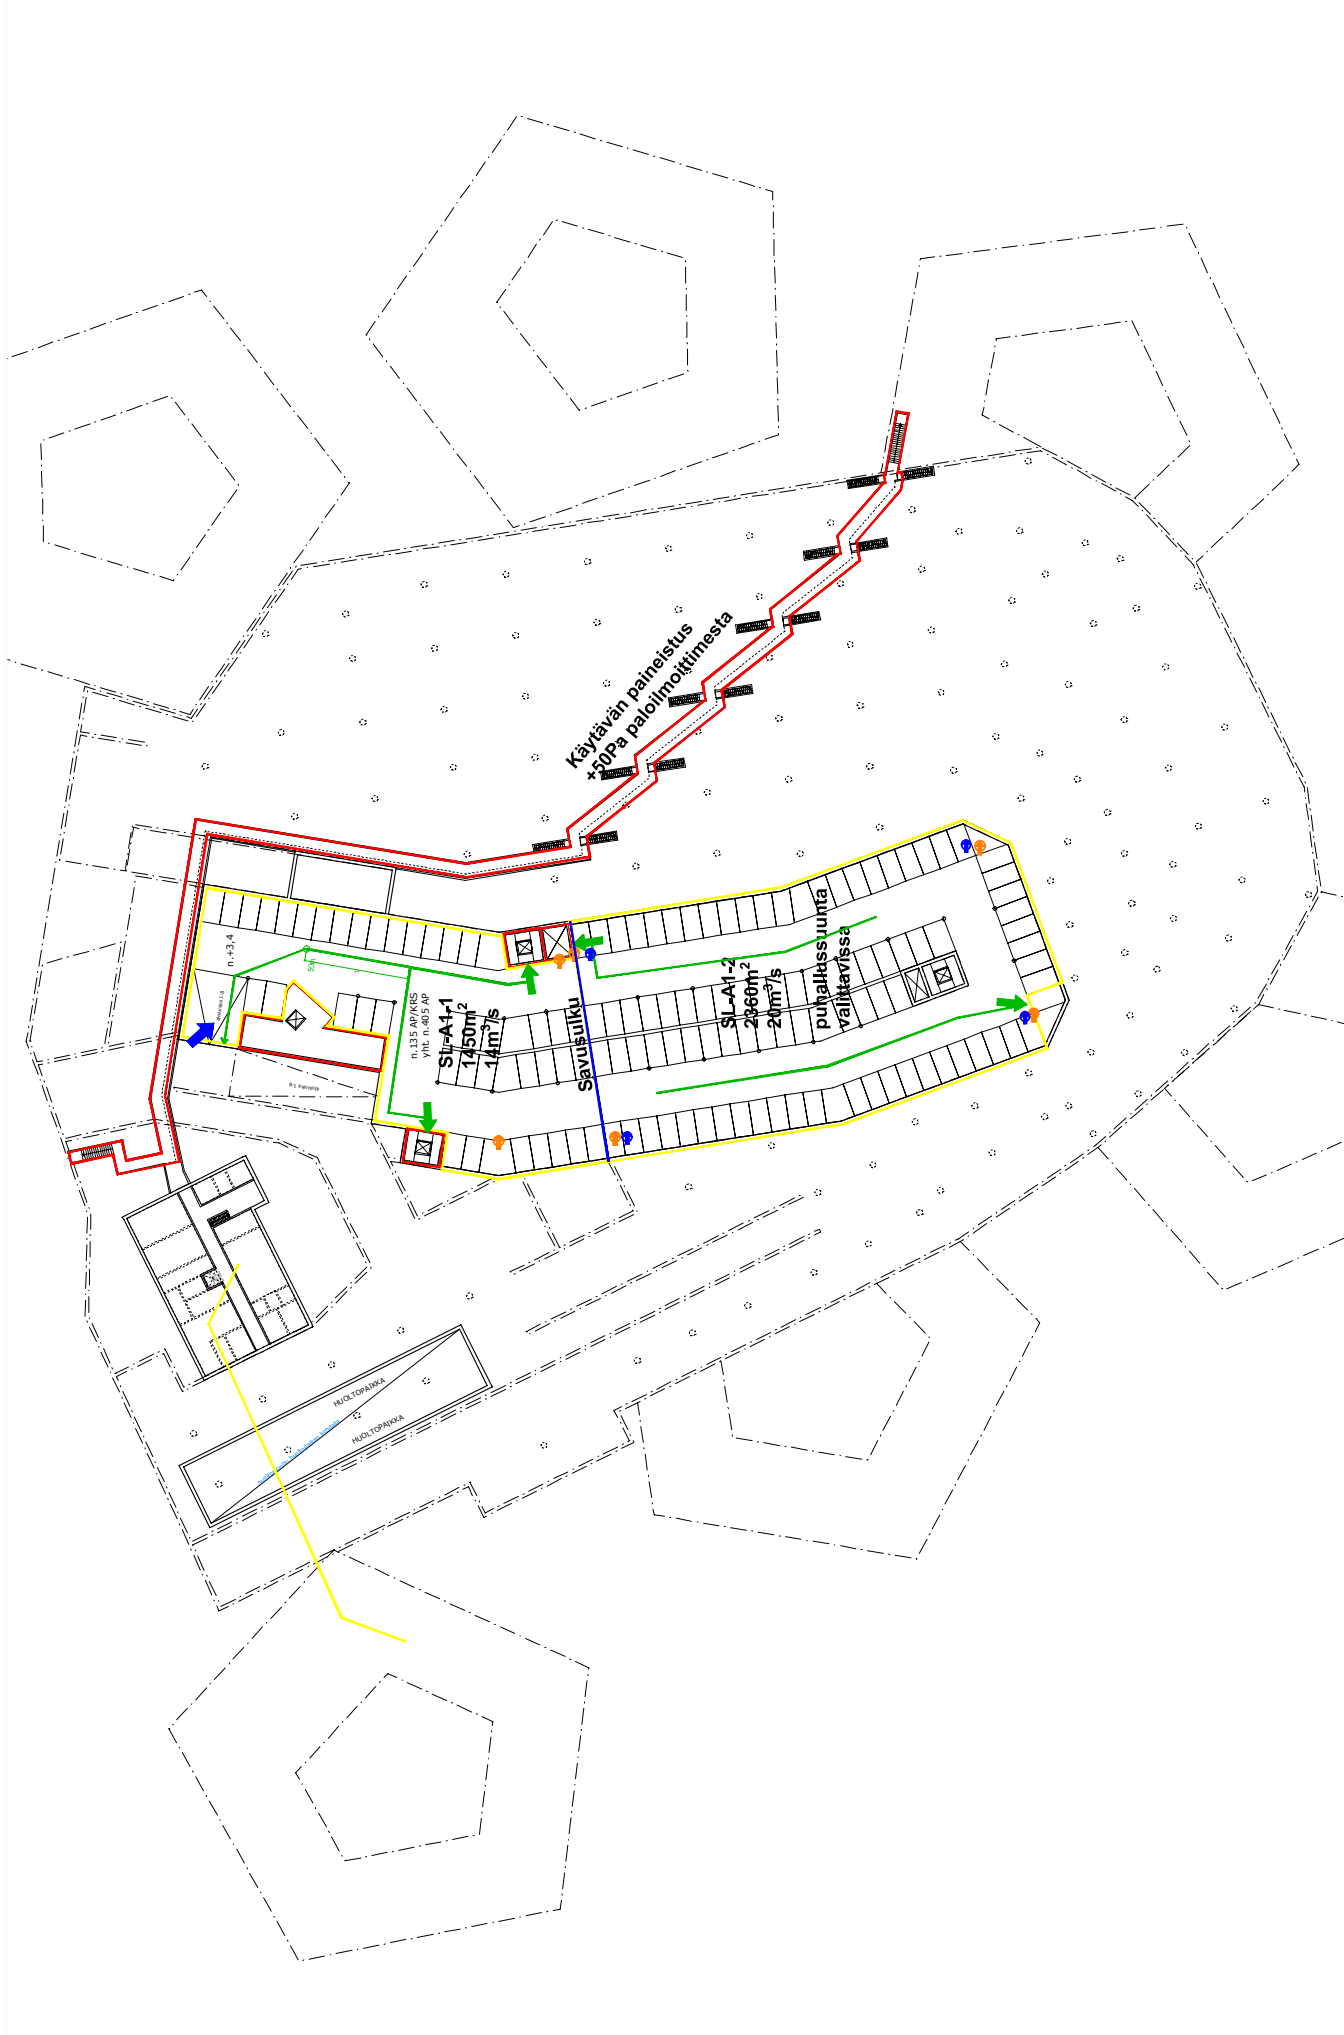 Käytävän paineistus
+50Pa paloilmoittimesta
n.+3,4
60m
n.135 AP/KRS
yht. n.405 AP
SL-A1-1
1450m²
14m³/s
Savusulku
SL-A1-2
2360m²
20m³/s
puhallussuunta
valittavissa
HUOLTOPAIKKA
HUOLTOPAIKKA